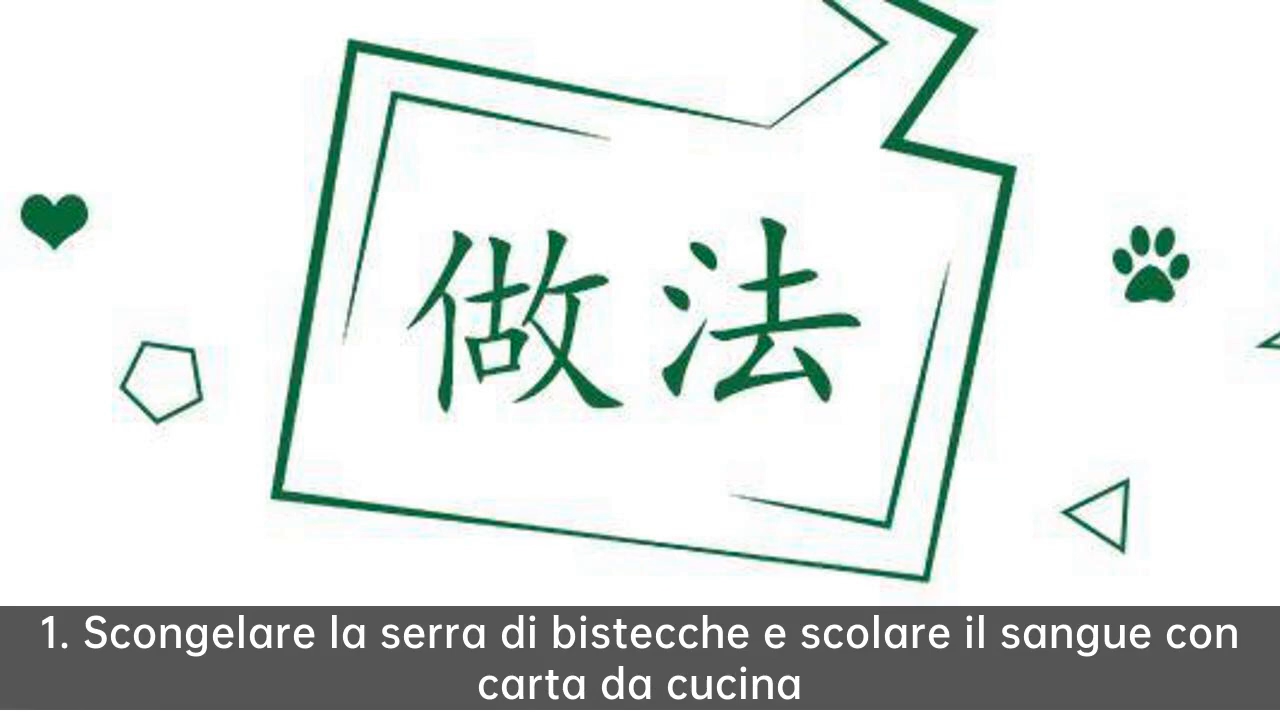 做法
1. Scongelare la serra di bistecche e scolare il sangue con
carta da cucina